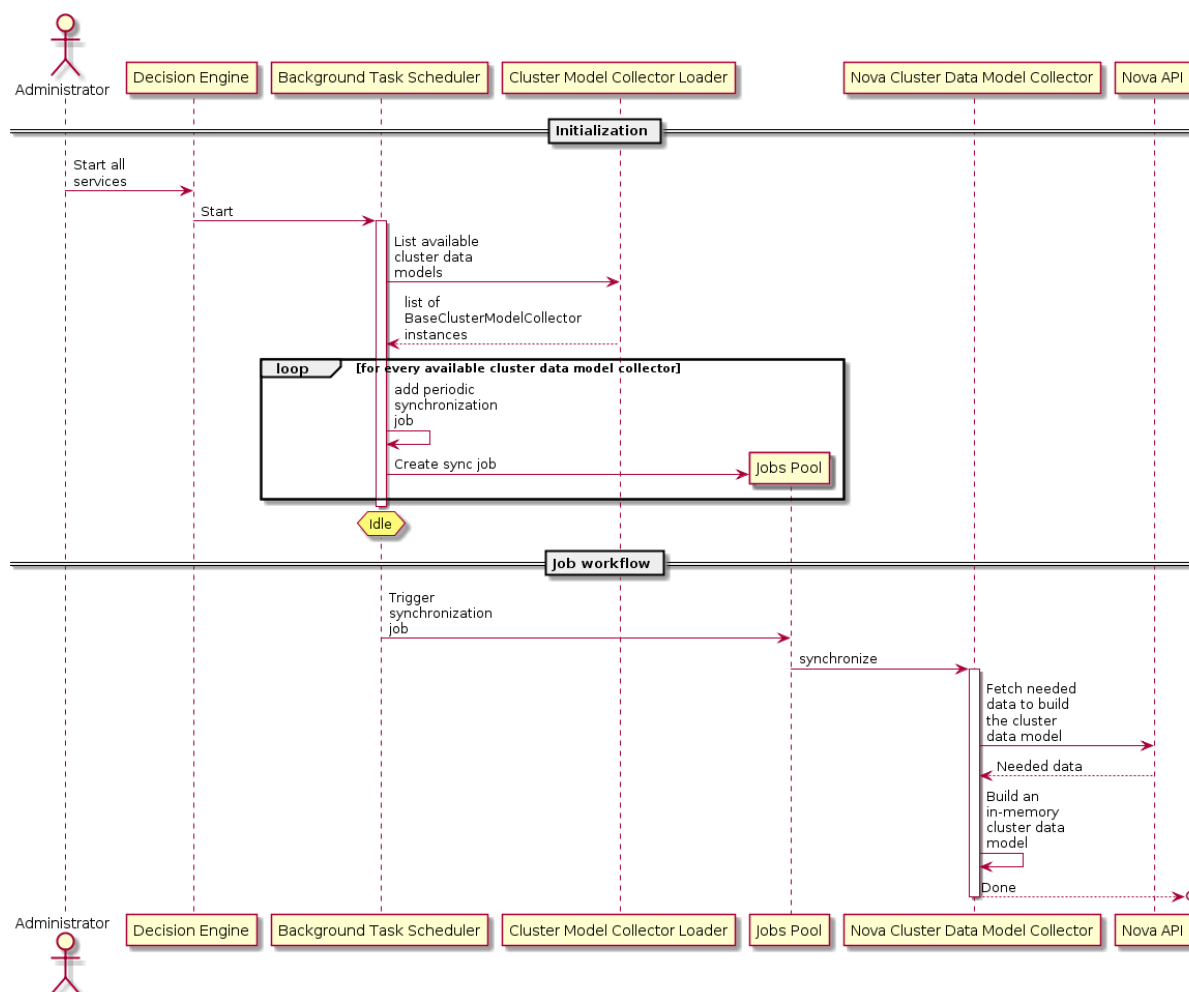 Administrator
Decision Engine
Background Task Scheduler
Cluster Model Collector Loader
Nova Cluster Data Model Collector
Nova API
Initialization
Start all
services
Start
List available
cluster data
models
list of
BaseClusterModelCollector
instances
loop
[for every available cluster data model collector]
add periodic
synchronization
job
Create sync job
Jobs Pool
Idle
Job workflow
Trigger
synchronization
job
synchronize
Fetch needed
data to build
the cluster
data model
Needed data
Build an
in-memory
cluster data
model
Done
Administrator
Decision Engine
Background Task Scheduler
Cluster Model Collector Loader
Jobs Pool
Nova Cluster Data Model Collector
Nova API